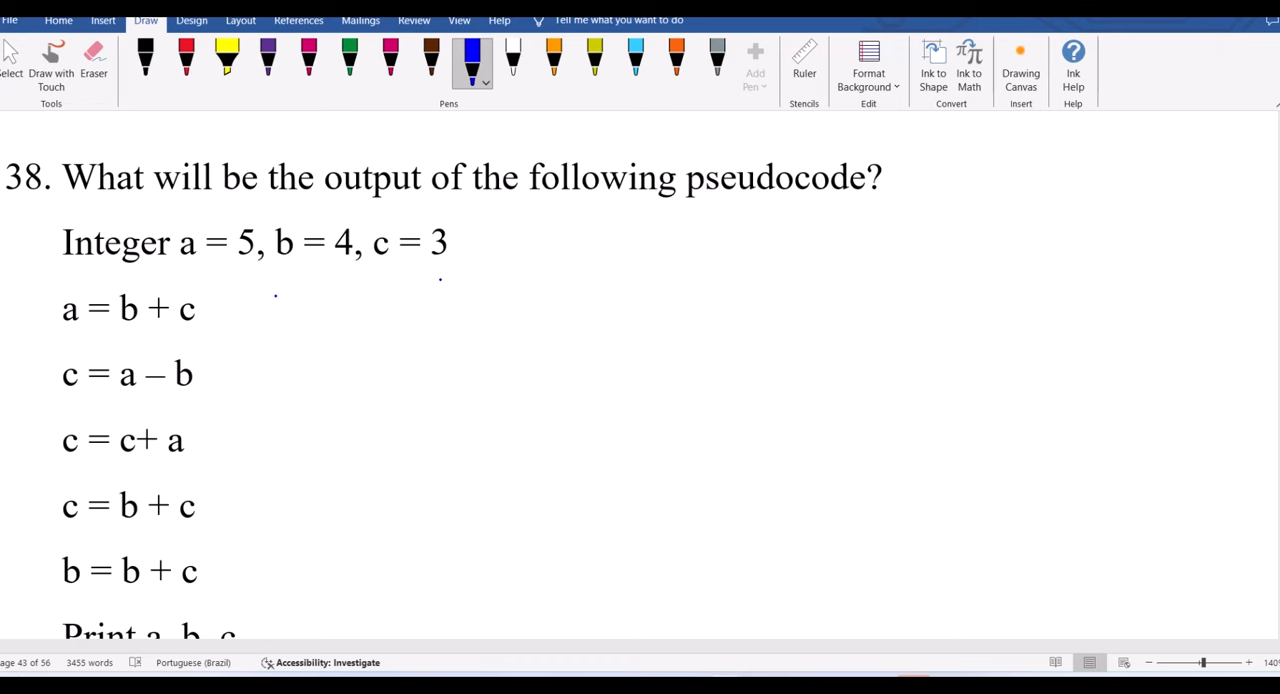 File Home Insert Draw Design Layout References Mailings Review View Help Tell me what you want to do
Select Draw with Touch Eraser Add Pen Ruler Format Background Ink to Shape Ink to Math Drawing Canvas Ink Help
Tools Pens Stencils Edit Convert Insert Help
38. What will be the output of the following pseudocode?
Integer a = 5, b = 4, c = 3
a = b + c
c = a – b
c = c+ a
c = b + c
b = b + c
Print a, b, c
age 43 of 56 3455 words Portuguese (Brazil) Accessibility: Investigate 140%